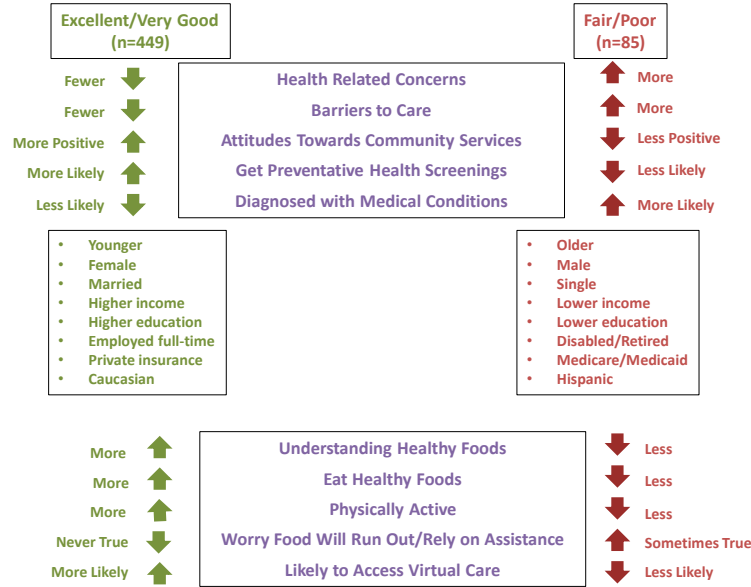 Excellent/Very Good
(n=449)
Fair/Poor
(n=85)
Fewer Health Related Concerns More
Fewer Barriers to Care More
More Positive Attitudes Towards Community Services Less Positive
More Likely Get Preventative Health Screenings Less Likely
Less Likely Diagnosed with Medical Conditions More Likely
• Younger
• Female
• Married
• Higher income
• Higher education
• Employed full-time
• Private insurance
• Caucasian
• Older
• Male
• Single
• Lower income
• Lower education
• Disabled/Retired
• Medicare/Medicaid
• Hispanic
More Understanding Healthy Foods Less
More Eat Healthy Foods Less
More Physically Active Less
Never True Worry Food Will Run Out/Rely on Assistance Sometimes True
More Likely Likely to Access Virtual Care Less Likely